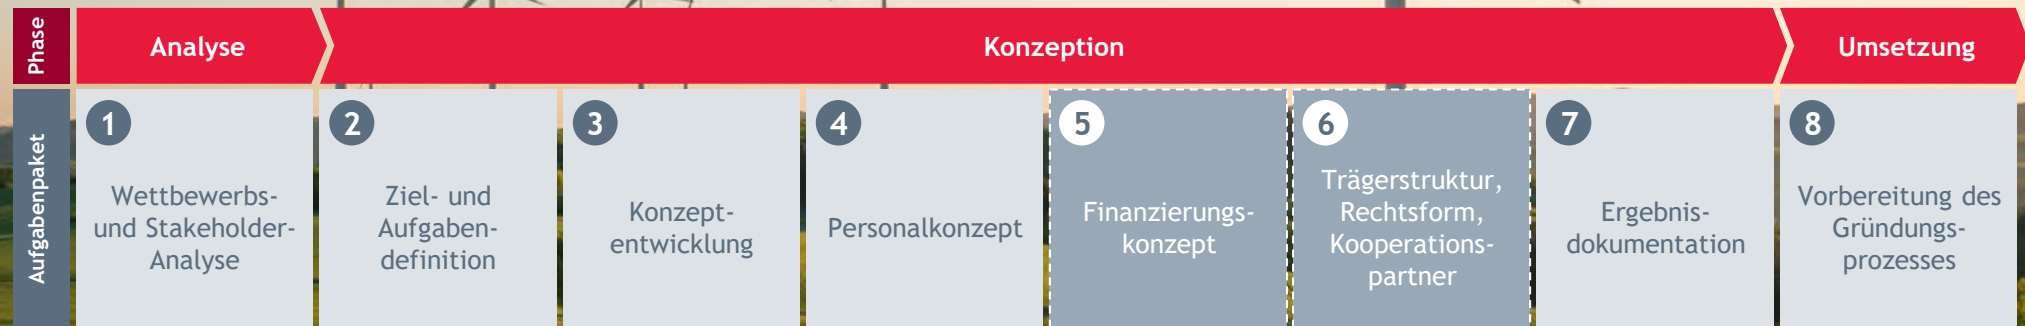 Phase
Analyse
Konzeption
Umsetzung
Aufgabenpaket
1
Wettbewerbs-
und Stakeholder-
Analyse
2
Ziel- und
Aufgaben-
definition
3
Konzept-
entwicklung
4
Personalkonzept
5
Finanzierungs-
konzept
6
Trägerstruktur,
Rechtsform,
Kooperations-
partner
7
Ergebnis-
dokumentation
8
Vorbereitung des
Gründungs-
prozesses